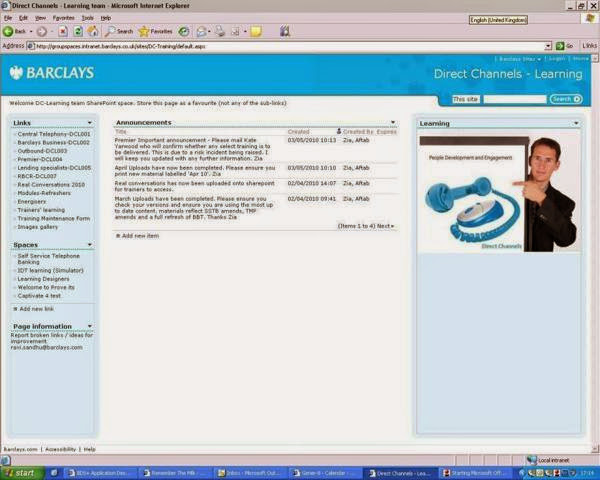 Direct Channels - Learning team - Microsoft Internet Explorer
File Edit View Favorites Tools Help
English (United Kingdom)
Back Search Favorites
Address http://groupspaces.intranet.barclays.co.uk/sites/DC-Training/default.aspx Go Links
Barclays Sites | Logon | Home
BARCLAYS
Direct Channels - Learning
Welcome DC-Learning team SharePoint space. Store this page as a favourite (not any of the sub-links)
This site Search
Links
Central Telephony-DCL001
Barclays Business-DCL002
Outbound-DCL003
Premier-DCL004
Lending specialists-DCL005
RBCR-DCL007
Real Conversations 2010
Modules-Refreshers
Energisers
Trainers' learning
Training Maintenance Form
Images gallery
Spaces
Self Service Telephone
Banking
IDT learning (Simulator)
Learning Designers
Welcome to Prove its
Captivate 4 test
Add new link
Page information
Report broken links / ideas for
improvement
ravi.sandhu@barclays.com
Announcements
Title Created Created By Expires
Premier Important announcement - Please mail Kate 03/05/2010 10:13 Zia, Aftab
Yarwood who will confirm whether any select training is to
be delivered. This is due to a risk incident being raised. I
will keep you updated with any further information. Zia
April Uploads have now been completed. Please ensure you 03/05/2010 10:10 Zia, Aftab
print new material labelled 'Apr 10'. Zia
Real conversations has now been uploaded onto sharepoint 02/04/2010 14:07 Zia, Aftab
for trainers to access.
March Uploads have been completed. Please ensure you 02/04/2010 09:41 Zia, Aftab
check your versions and ensure you are using the most up
to date content, materials reflect SSTB amends, TMP
amends and a full refresh of BBT. Thanks Zia
(Items 1 to 4) Next
Add new item
Learning
People Development and Engagement
Direct Channels
Barclays.com | Accessibility | Help
Local intranet
start
BDS+ Application Des...
Remember The Milk - ...
Inbox - Microsoft Out...
Calendar - ...
Direct Channels - Lea...
Starting Microsoft Off...
17:14